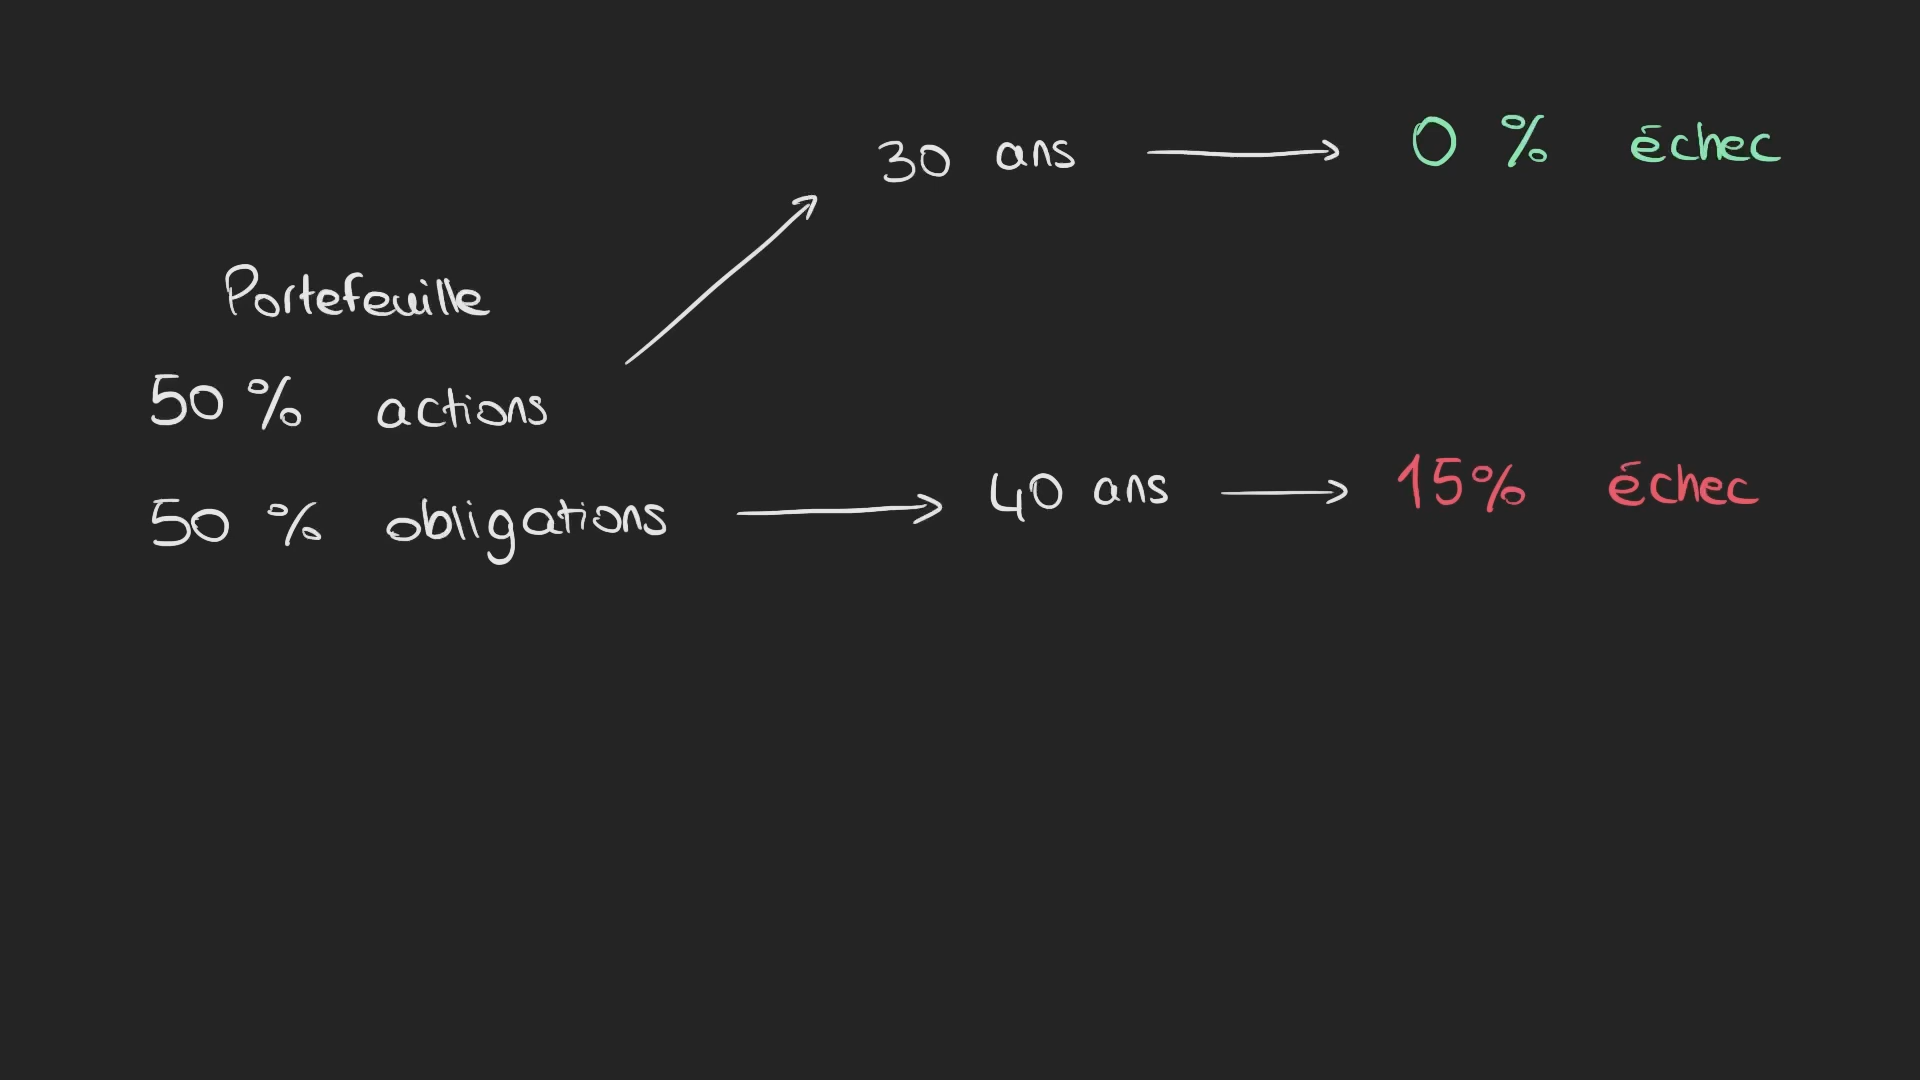 30 ans → 0 % échec
Portefeuille
50 % actions
50 % obligations → 40 ans → 15% échec